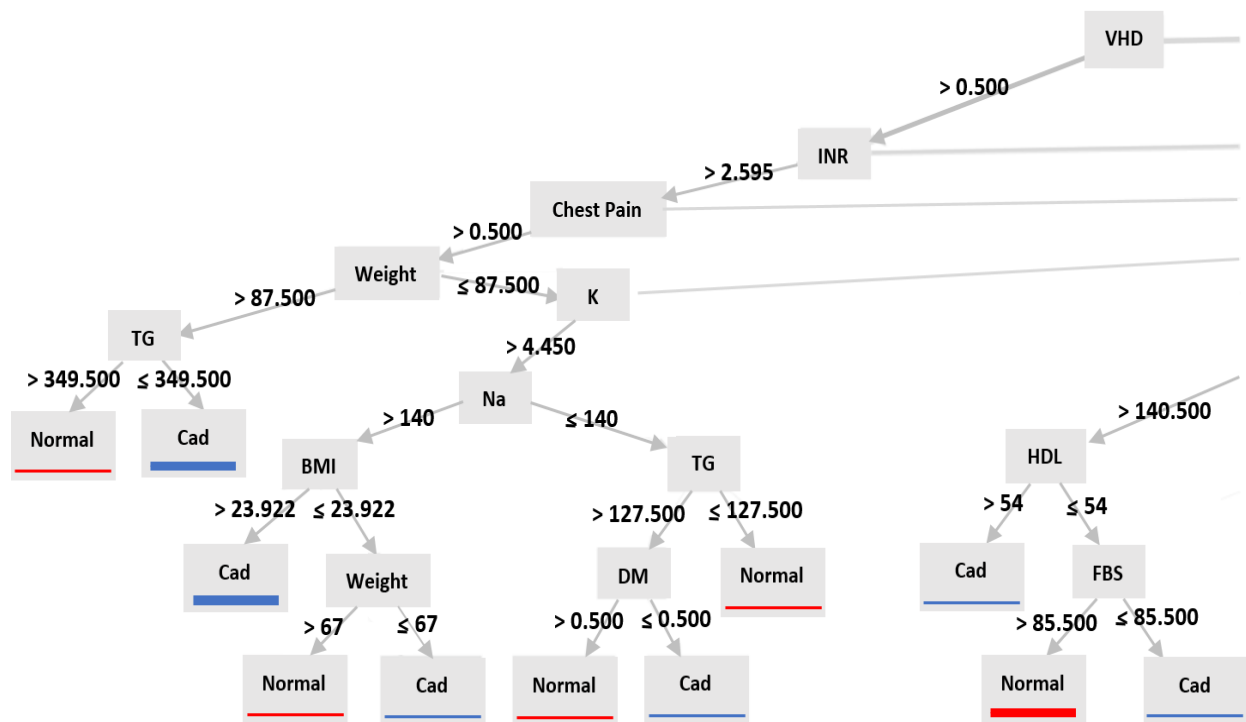 VHD
> 0.500
INR
> 2.595
Chest Pain
> 0.500
Weight
≤ 87.500
K
> 87.500
TG
> 4.450
> 349.500 ≤ 349.500
Na
> 140 ≤ 140
> 140.500
Normal
Cad
BMI
TG
HDL
> 23.922 ≤ 23.922
> 127.500 ≤ 127.500
> 54 ≤ 54
Cad
Weight
DM
Normal
Cad
FBS
> 67 ≤ 67
> 0.500 ≤ 0.500
> 85.500 ≤ 85.500
Normal
Cad
Normal
Cad
Normal
Cad